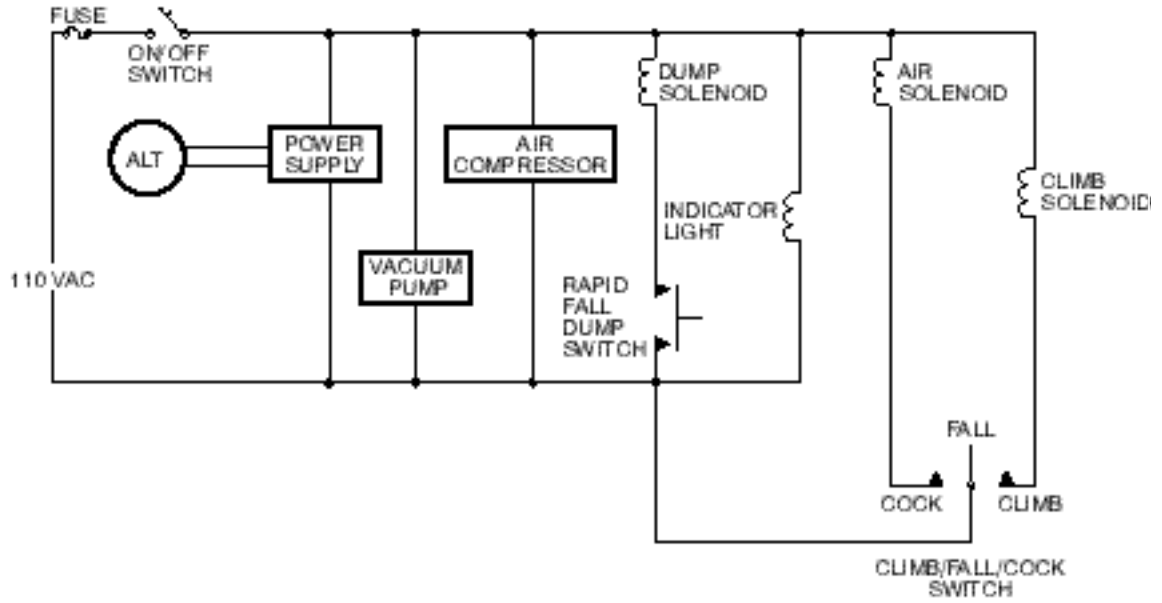 FUSE
ON/OFF
SWITCH
DUMP
SOLENOID
AIR
SOLENOID
ALT
POWER
SUPPLY
AIR
COMPRESSOR
CLIMB
SOLENOID
INDICATOR
LIGHT
110 VAC
VACUUM
PUMP
RAPID
FALL
DUMP
SWITCH
FALL
COCK
CLIMB
CLIMB/FALL/COCK
SWITCH